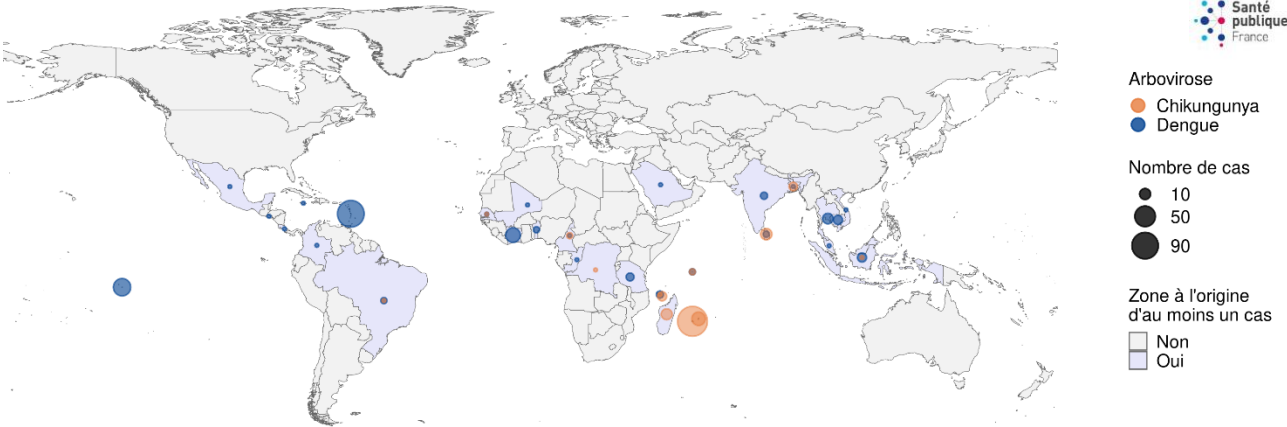 Santé
publique
France
Arbovirose
Chikungunya
Dengue
Nombre de cas
10
50
90
Zone à l'origine
d'au moins un cas
Non
Oui